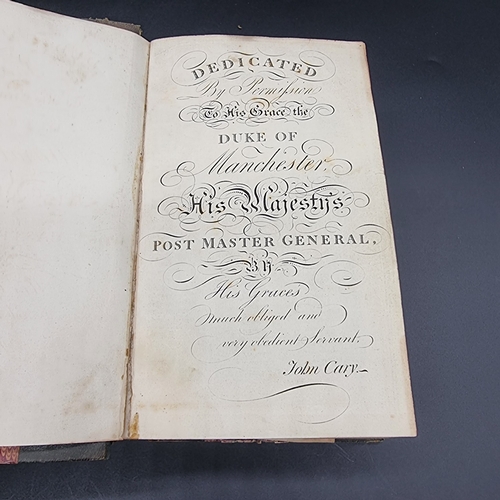 DEDICATED
By Permiſsion
To His Grace the
DUKE OF
Manchester.
His Majestys
POST MASTER GENERAL,
By
His Graces
much obliged and
very obedient Servant,
John Cary.